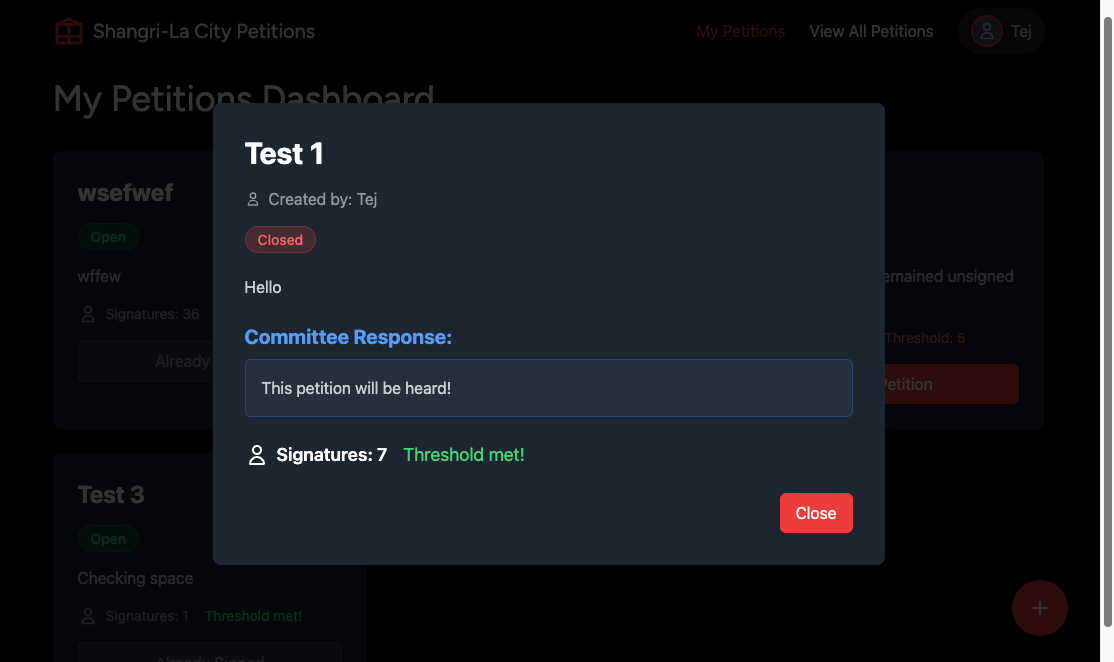 Shangri-La City Petitions
My Petitions
View All Petitions
Tej
My Petitions Dashboard
wsefwef
Open
wffew
Signatures: 36
Already
emained unsigned
Threshold: 5
Petition
Test 1
Created by: Tej
Closed
Hello
Committee Response:
This petition will be heard!
Signatures: 7 Threshold met!
Close
Test 3
Open
Checking space
Signatures: 1 Threshold met!
Already Signed